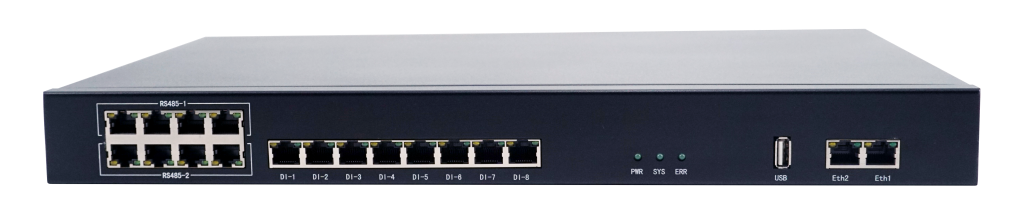 RS485-1
RS485-2
DI-1 DI-2 DI-3 DI-4 DI-5 DI-6 DI-7 DI-8
PWR SYS ERR
USB
Eth2 Eth1